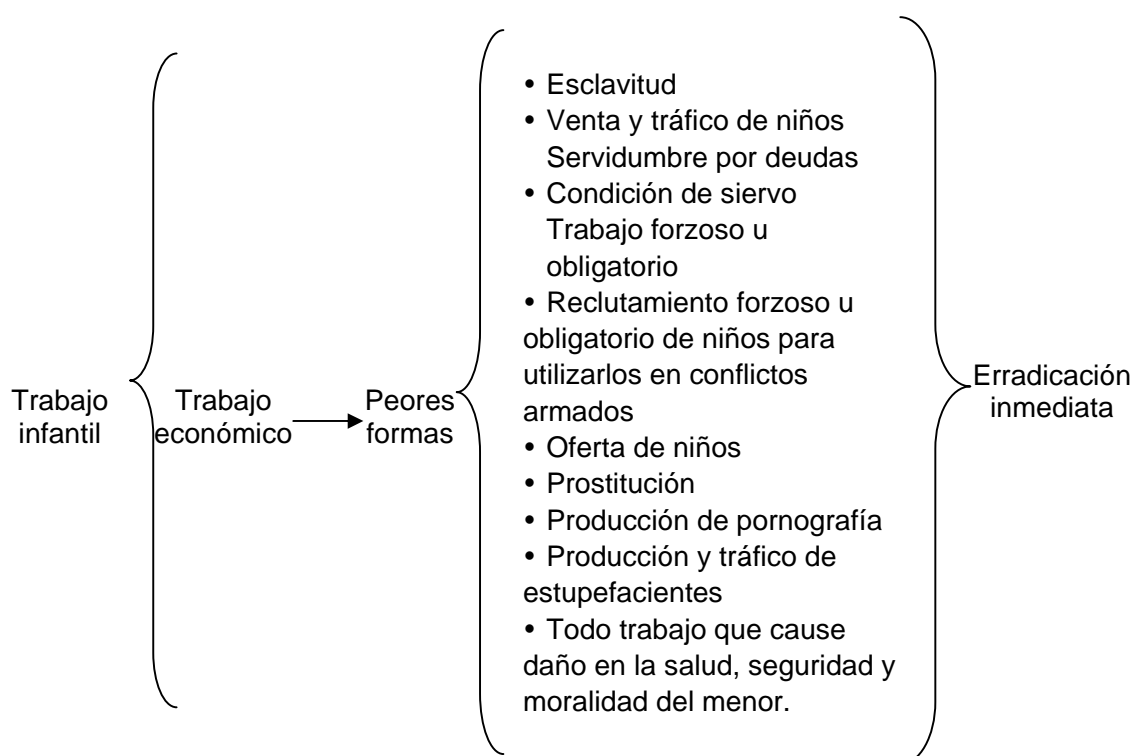 Trabajo
infantil
Trabajo
económico
Peores
formas
• Esclavitud
• Venta y tráfico de niños
Servidumbre por deudas
• Condición de siervo
Trabajo forzoso u
obligatorio
• Reclutamiento forzoso u
obligatorio de niños para
utilizarlos en conflictos
armados
• Oferta de niños
• Prostitución
• Producción de pornografía
• Producción y tráfico de
estupefacientes
• Todo trabajo que cause
daño en la salud, seguridad y
moralidad del menor.
Erradicación
inmediata